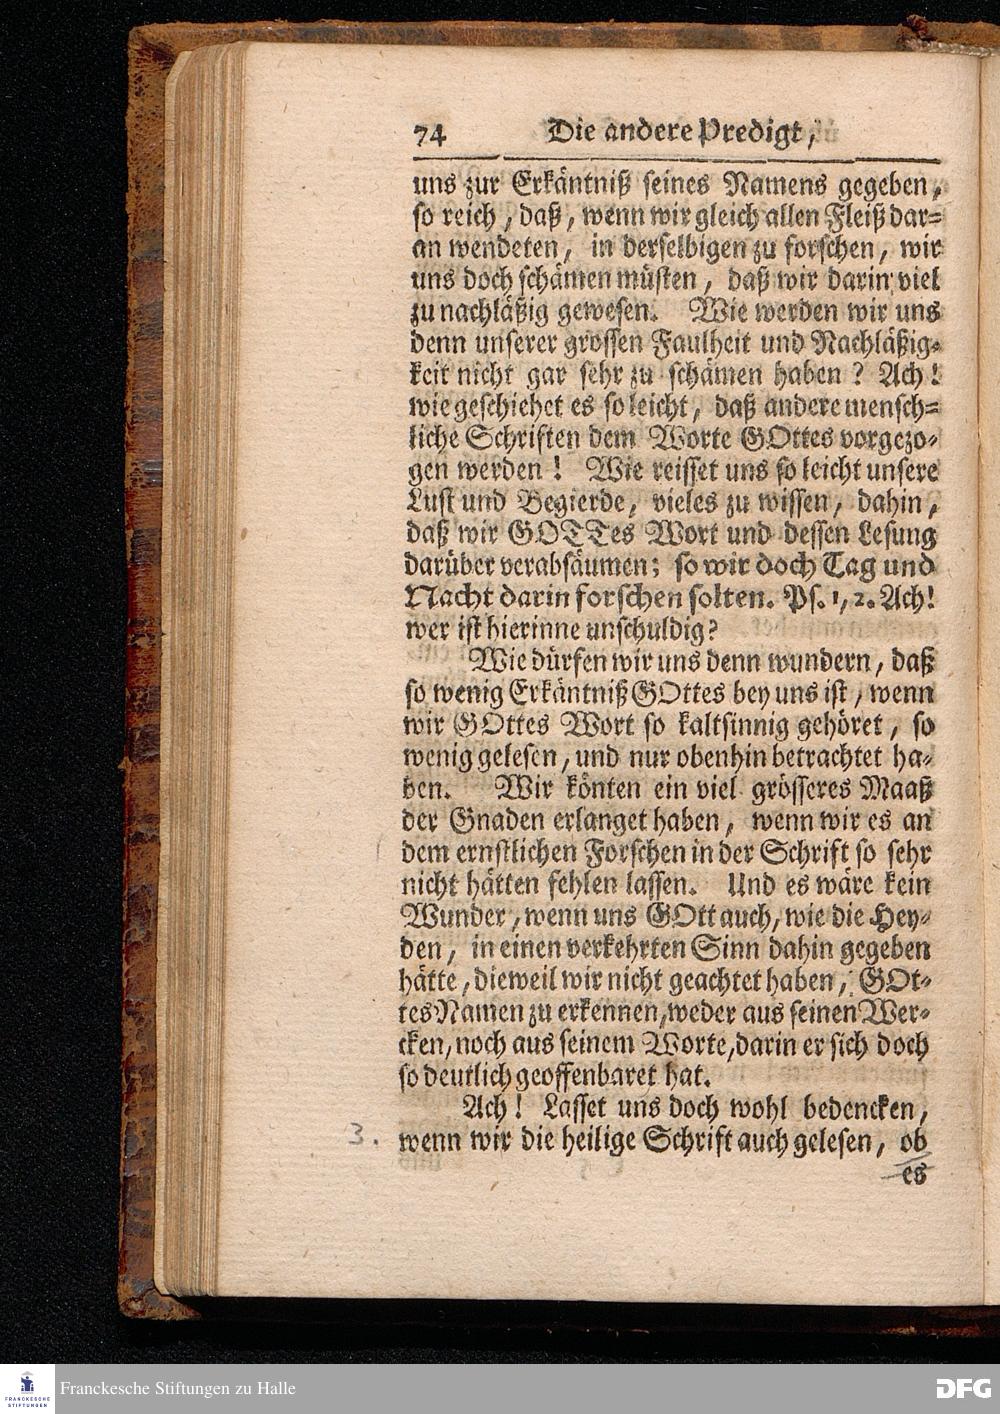 74 Die andere Predigt,
uns zur Erkäntniß seines Namens gegeben,
so reich, daß, wenn wir gleich allen Fleiß dar=
an wendeten, in derselbigen zu forschen, wir
uns doch schämen müsten, daß wir darin viel
zu nachläßig gewesen. Wie werden wir uns
denn unserer grossen Faulheit und Nachläßig=
keit nicht gar sehr zu schämen haben? Ach!
wie geschiehet es so leicht, daß andere mensch=
liche Schriften dem Worte GOttes vorgezo=
gen werden! Wie reisset uns so leicht unsere
Lust und Begierde, vieles zu wissen, dahin,
daß wir GOTTes Wort und dessen Lesung
darüber verabsäumen; so wir doch Tag und
Nacht darin forschen solten. Ps. 1, 2. Ach!
wer ist hierinne unschuldig?
Wie dürfen wir uns denn wundern, daß
so wenig Erkäntniß GOttes bey uns ist, wenn
wir GOttes Wort so kaltsinnig gehöret, so
wenig gelesen, und nur obenhin betrachtet ha=
ben. Wir könten ein viel grösseres Maaß
der Gnaden erlanget haben, wenn wir es an
dem ernstlichen Forschen in der Schrift so sehr
nicht hätten fehlen lassen. Und es wäre kein
Wunder, wenn uns GOtt auch, wie die Hey=
den, in einen verkehrten Sinn dahin gegeben
hätte, dieweil wir nicht geachtet haben, GOt=
tes Namen zu erkennen, weder aus seinen Wer=
cken, noch aus seinem Worte, darin er sich doch
so deutlich geoffenbaret hat.
Ach! Lasset uns doch wohl bedencken,
3. wenn wir die heilige Schrift auch gelesen, ob
es
FRANCKESCHE STIFTUNGEN
Franckesche Stiftungen zu Halle
DFG